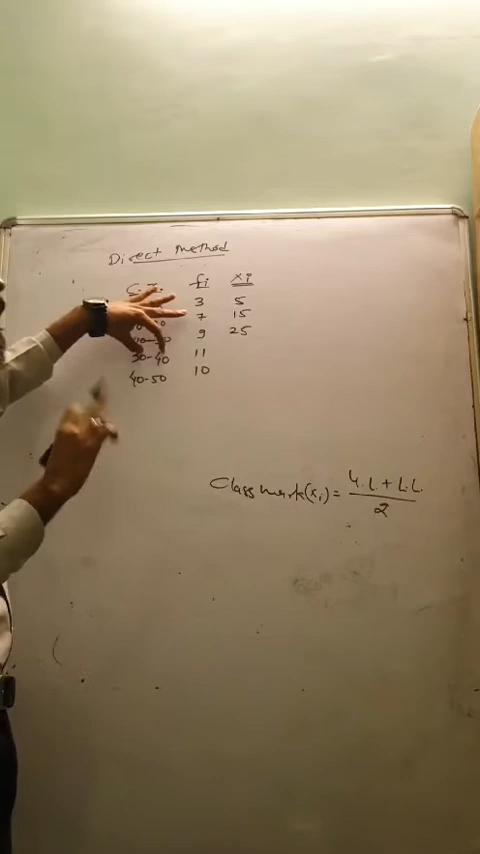 Direct Method
C.I. fi xi
3 5
7 15
9 25
30-40 11
40-50 10
Class mark(xi) = U.L + L.L. / 2